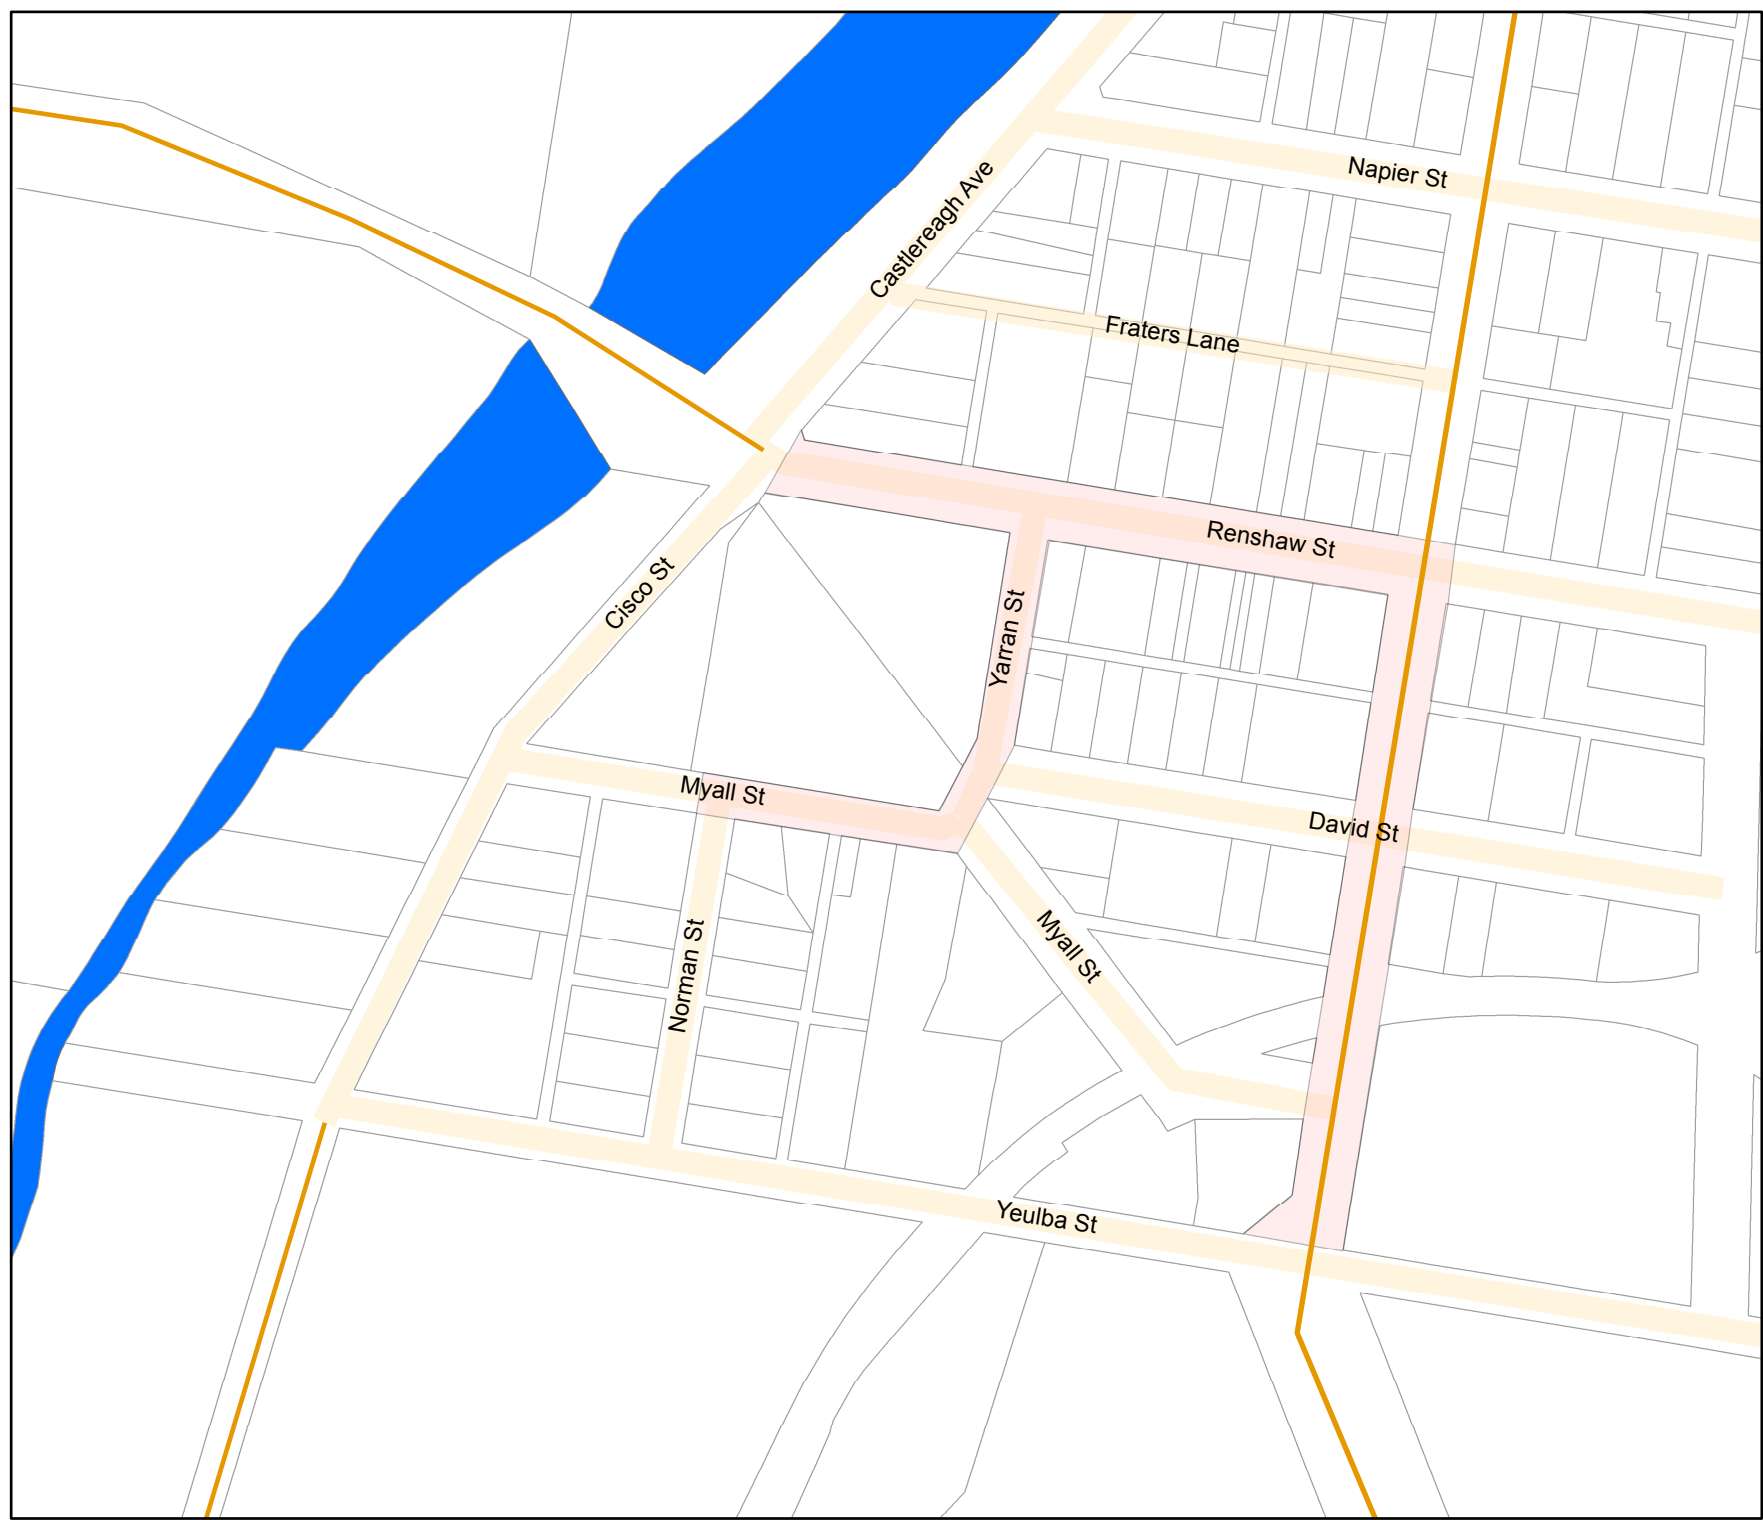 Napier St
Castlereagh Ave
Fraters Lane
Renshaw St
Cisco St
Yarran St
Myall St
David St
Myall St
Norman St
Yeulba St